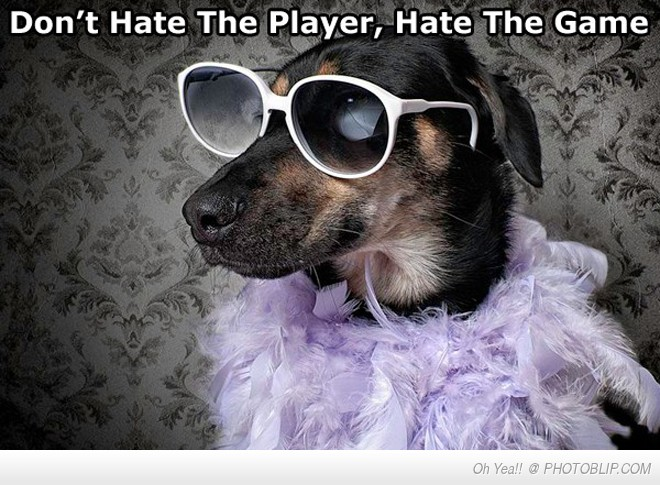 Don't Hate The Player, Hate The Game
Oh Yea!! @ PHOTOBLIP.COM